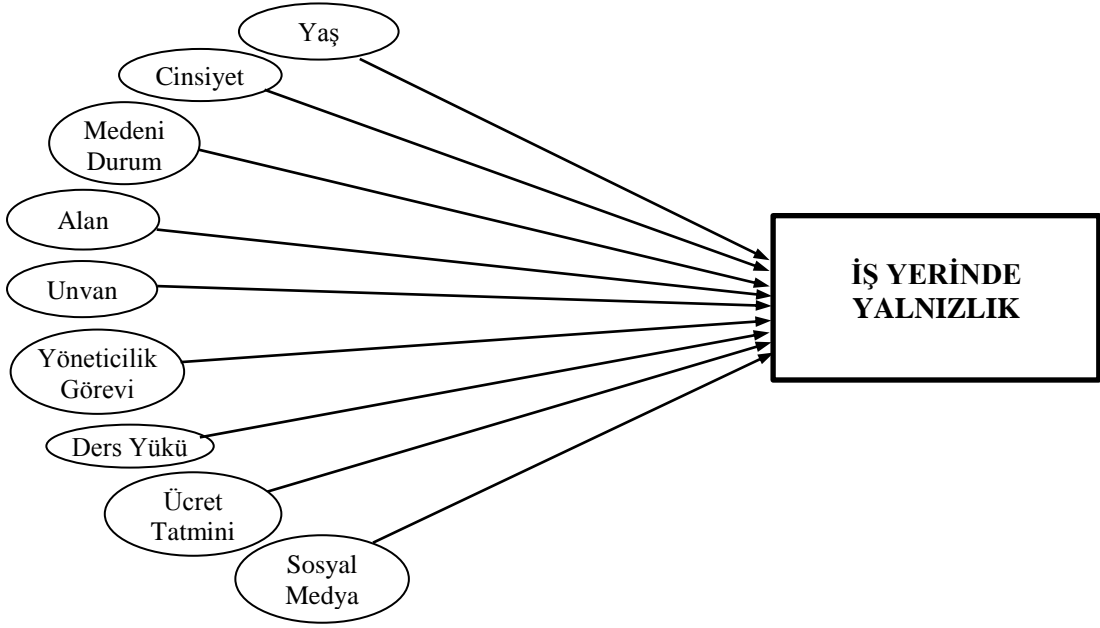 Yaş
Cinsiyet
Medeni
Durum
Alan
Unvan
Yöneticilik
Görevi
Ders Yükü
Ücret
Tatmini
Sosyal
Medya
İŞ YERİNDE
YALNIZLIK